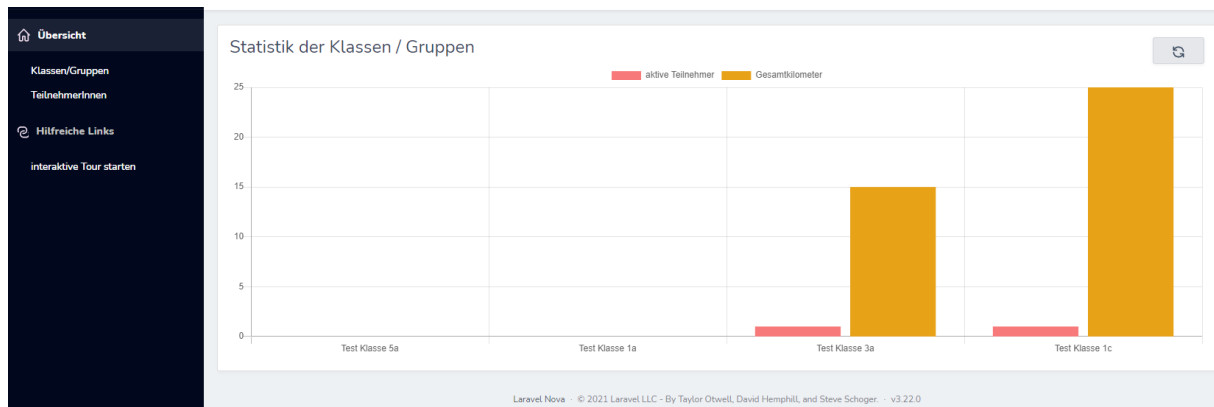 Übersicht
Klassen/Gruppen
TeilnehmerInnen
Hilfreiche Links
interaktive Tour starten
Statistik der Klassen / Gruppen
aktive Teilnehmer Gesamtkilometer
25
20
15
10
5
0
Test Klasse 5a Test Klasse 1a Test Klasse 3a Test Klasse 1c
Laravel Nova · © 2021 Laravel LLC - By Taylor Otwell, David Hemphill, and Steve Schoger. · v3.22.0